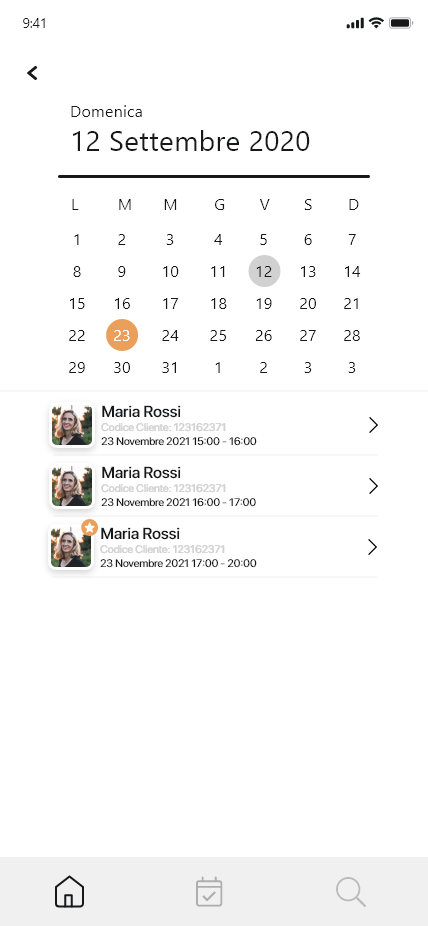 9:41
Domenica
12 Settembre 2020
L M M G V S D
1 2 3 4 5 6 7
8 9 10 11 12 13 14
15 16 17 18 19 20 21
22 23 24 25 26 27 28
29 30 31 1 2 3 3
Maria Rossi
Codice Cliente: 123162371
23 Novembre 2021 15:00 - 16:00
Maria Rossi
Codice Cliente: 123162371
23 Novembre 2021 16:00 - 17:00
Maria Rossi
Codice Cliente: 123162371
23 Novembre 2021 17:00 - 20:00